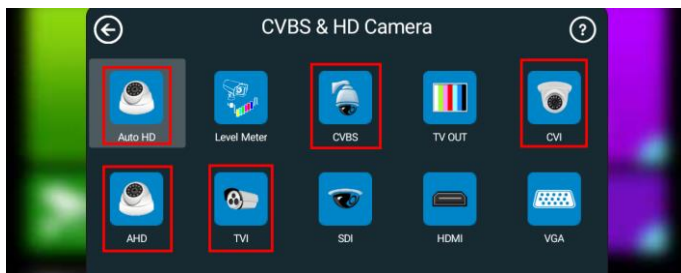 CVBS & HD Camera
?
Auto HD
Level Meter
CVBS
TV OUT
CVI
AHD
TVI
SDI
HDMI
VGA